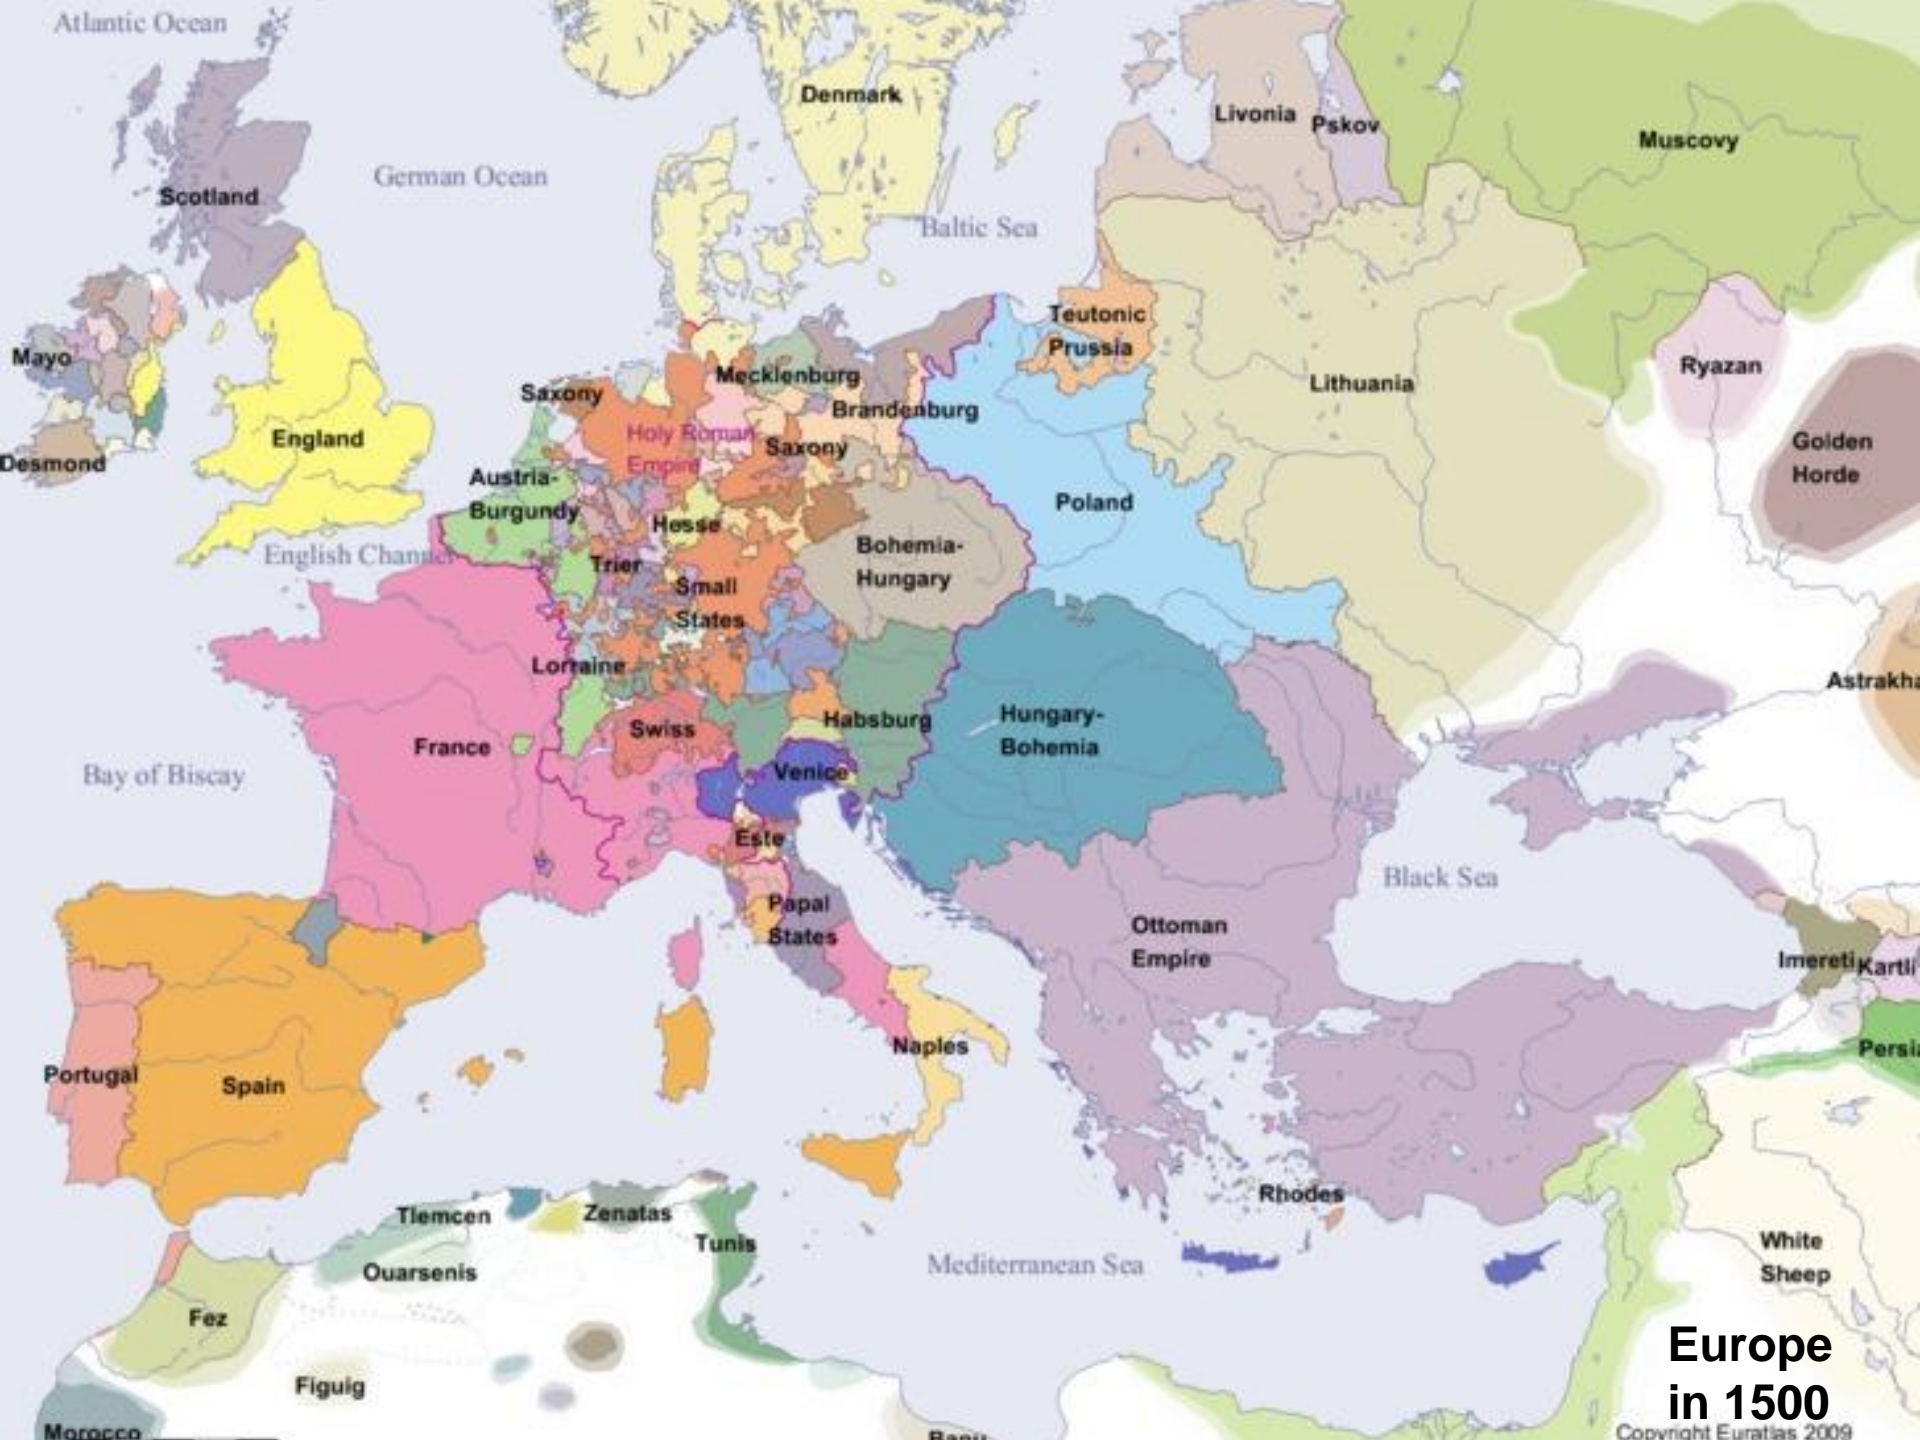 Atlantic Ocean
Denmark
Livonia
Pskov
Muscovy
German Ocean
Scotland
Baltic Sea
Teutonic
Prussia
Mayo
Mecklenburg
Ryazan
Lithuania
Saxony
Brandenburg
England
Holy Roman
Empire
Saxony
Golden
Horde
Desmond
Austria-
Burgundy
Poland
Hesse
English Channel
Trier
Bohemia-
Hungary
Small
States
Lorraine
Astrakha
Swiss
Habsburg
Hungary-
Bohemia
France
Bay of Biscay
Venice
Este
Black Sea
Papal
States
Ottoman
Empire
Imereti
Kartli
Naples
Persia
Portugal
Spain
Rhodes
Tlemcen
Zenatas
Tunis
Ouarsenis
Mediterranean Sea
White
Sheep
Fez
Figuig
Europe
in 1500
Morocco
Banu
Copyright Euratlas 2009